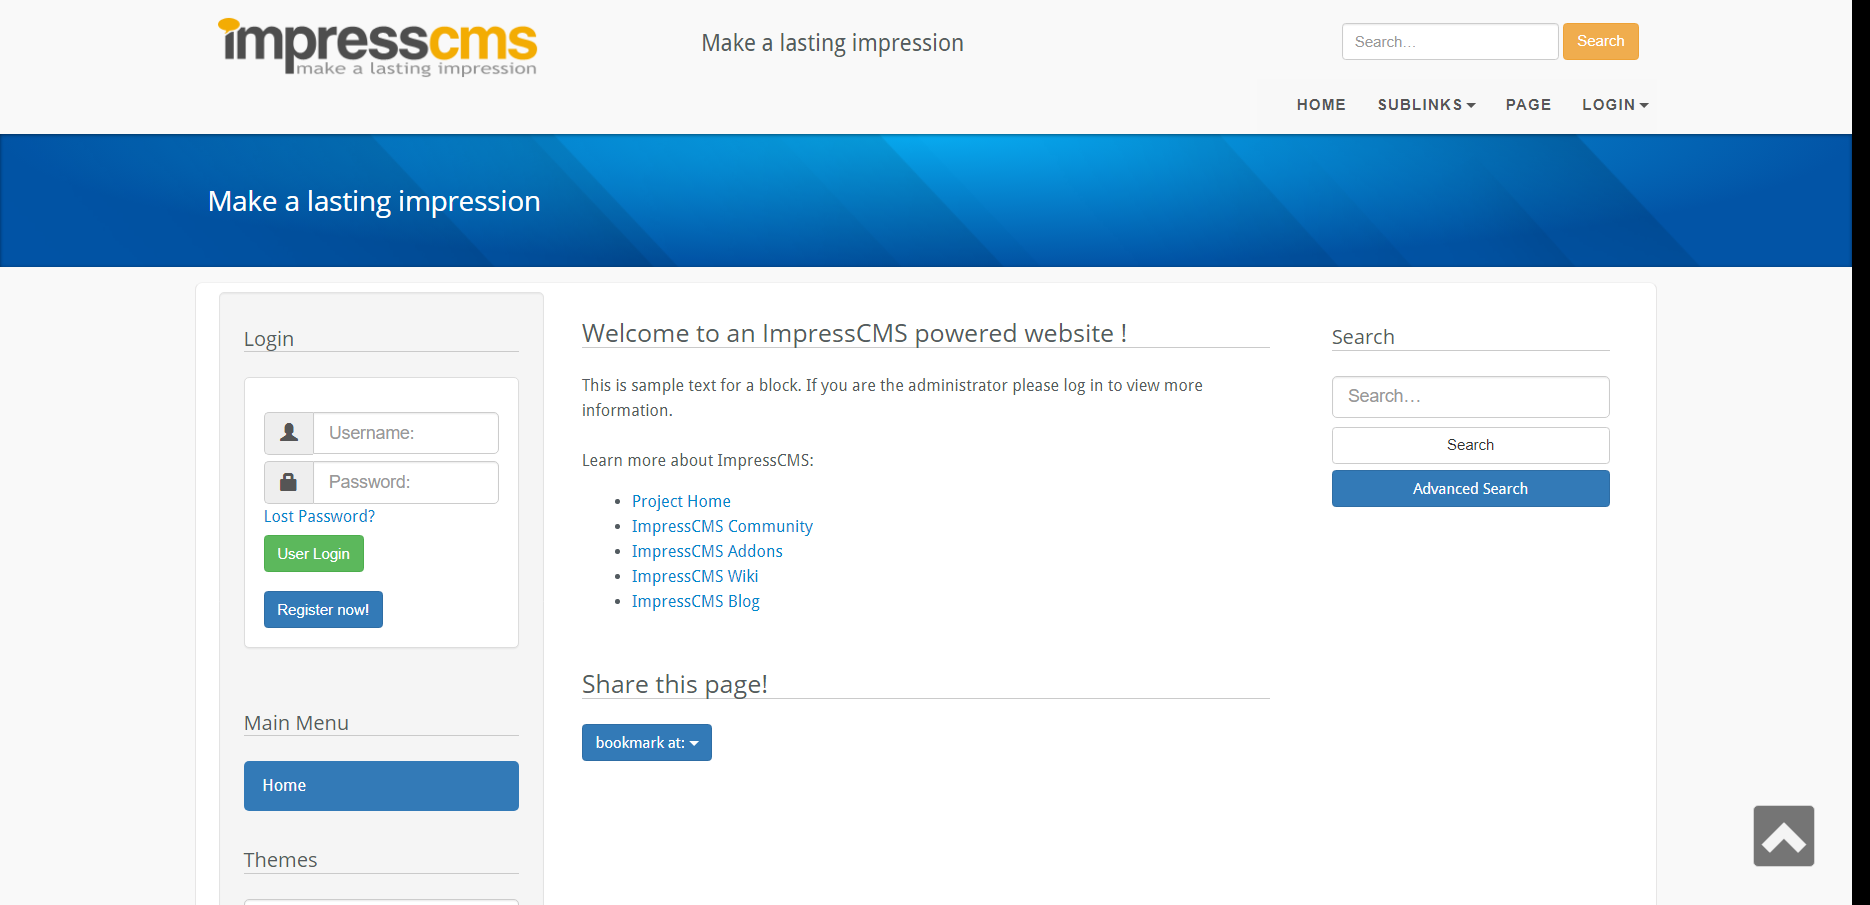 impresscms
make a lasting impression
Make a lasting impression
Search...
Search
HOME
SUBLINKS
PAGE
LOGIN
Make a lasting impression
Login
Username:
Password:
Lost Password?
User Login
Register now!
Main Menu
Home
Themes
Welcome to an ImpressCMS powered website !
This is sample text for a block. If you are the administrator please log in to view more
information.
Learn more about ImpressCMS:
Project Home
ImpressCMS Community
ImpressCMS Addons
ImpressCMS Wiki
ImpressCMS Blog
Share this page!
bookmark at:
Search
Search...
Search
Advanced Search